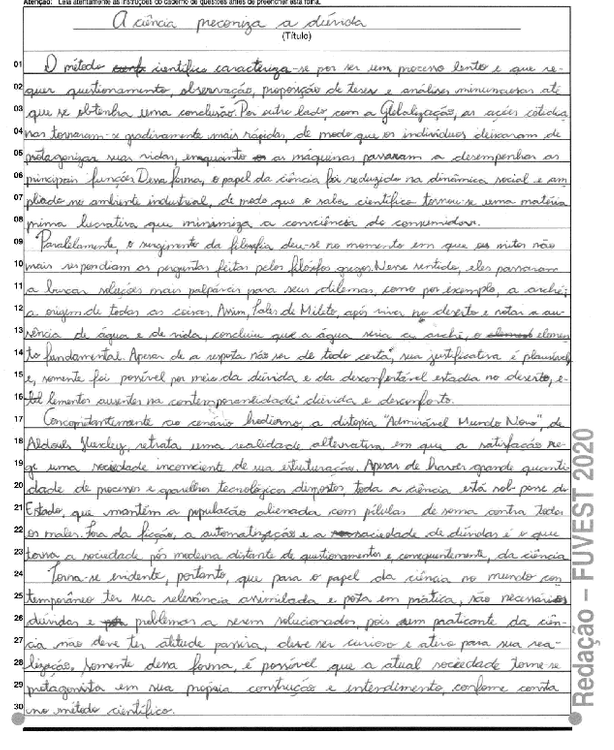 Atenção: Leia atentamente as instruções do caderno de questões antes de preencher esta folha.
A ciência preconiza a dúvida
(Título)
01 O método científico caracteriza-se por ser um processo lento e que re-
02 quer questionamento, observação, proposição de teses e análises minunciosas até
03 que se obtenha uma conclusão. Por outro lado, com a Globalização, as ações cotidia
04 nas tornaram-se gradivamente mais rápidas, de modo que os indivíduos deixaram de
05 protagonizar suas vidas, enquanto as máquinas passaram a desempenhar as
06 principais funções. Dessa forma, o papel da ciência foi reduzido na dinâmica social e am
07 pliado no ambiente industrial, de modo que o saber científico tornou-se uma matéria
08 prima lucrativa que minimiza a consciência do consumidor.
09 Paralelamente, o surgimento da filosofia deu-se no momento em que os mitos não
10 mais respondiam as perguntas feitas pelos filósofos gregos. Nesse sentido, eles passaram
11 a buscar soluções mais palpáveis para seus dilemas, como por exemplo, a arché;
12 a origem de todas as coisas. Assim, Tales de Mileto, após viver no deserto e notar a au
13 sência de água e de vida, concluiu que a água seria a arché, o elemen
14 to fundamental. Apesar de a resposta não ser de todo certa, sua justificativa é plausível
15 e, somente foi possível por meio da dúvida e da desconfortável estadia no deserto, e-
16 lementos ausentes na contemporaneidade: dúvida e desconforto.
17 Concomitantemente ao cenário hodierno, a distopia "Admirável Mundo Novo", de
18 Aldous Huxley, retrata uma realidade alternativa em que a satisfação re-
19 ge uma sociedade inconsciente de sua estruturação. Apesar de haver grande quanti
20 dade de processos e aparelhos tecnológicos dispostos, toda a ciência está sob posse do
21 Estado, que mantém a população alienada com pílulas de soma contra todos
22 os males. Fora da ficção, a automatização e a saciedade de dúvidas é o que
23 torna a sociedade pós moderna distante de questionamentos e, consequentemente, da ciência
24 Torna-se evidente, portanto, que para o papel da ciência no mundo con
25 temporâneo ter sua relevância assimilada e posta em prática, são necessários
26 dúvidas e problemas a serem solucionados, pois um praticante da ciên-
27 cia não deve ter atitude passiva, deve ser curioso e ativo para sua rea-
28 lização. Somente dessa forma, é possível que a atual sociedade torne-se
29 protagonista em sua própria construção e entendimento, conforme consta
30 no método científico.
Redação – FUVEST 2020